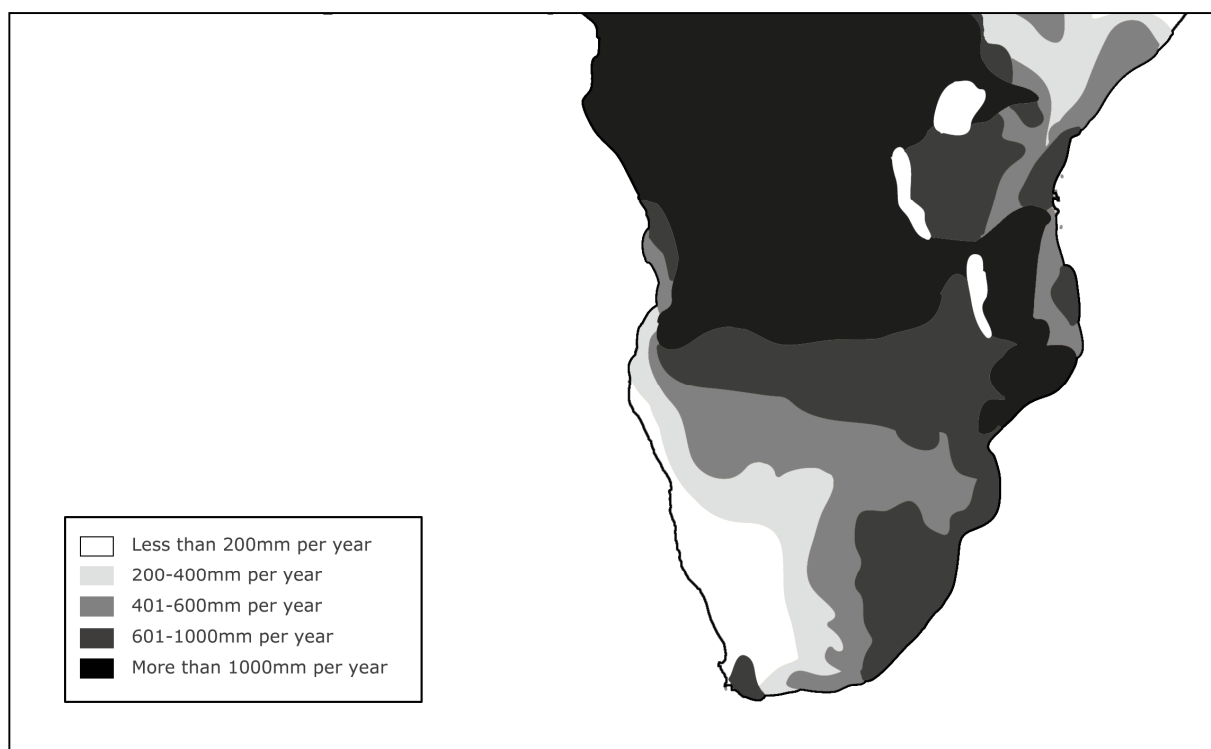 Less than 200mm per year
200-400mm per year
401-600mm per year
601-1000mm per year
More than 1000mm per year